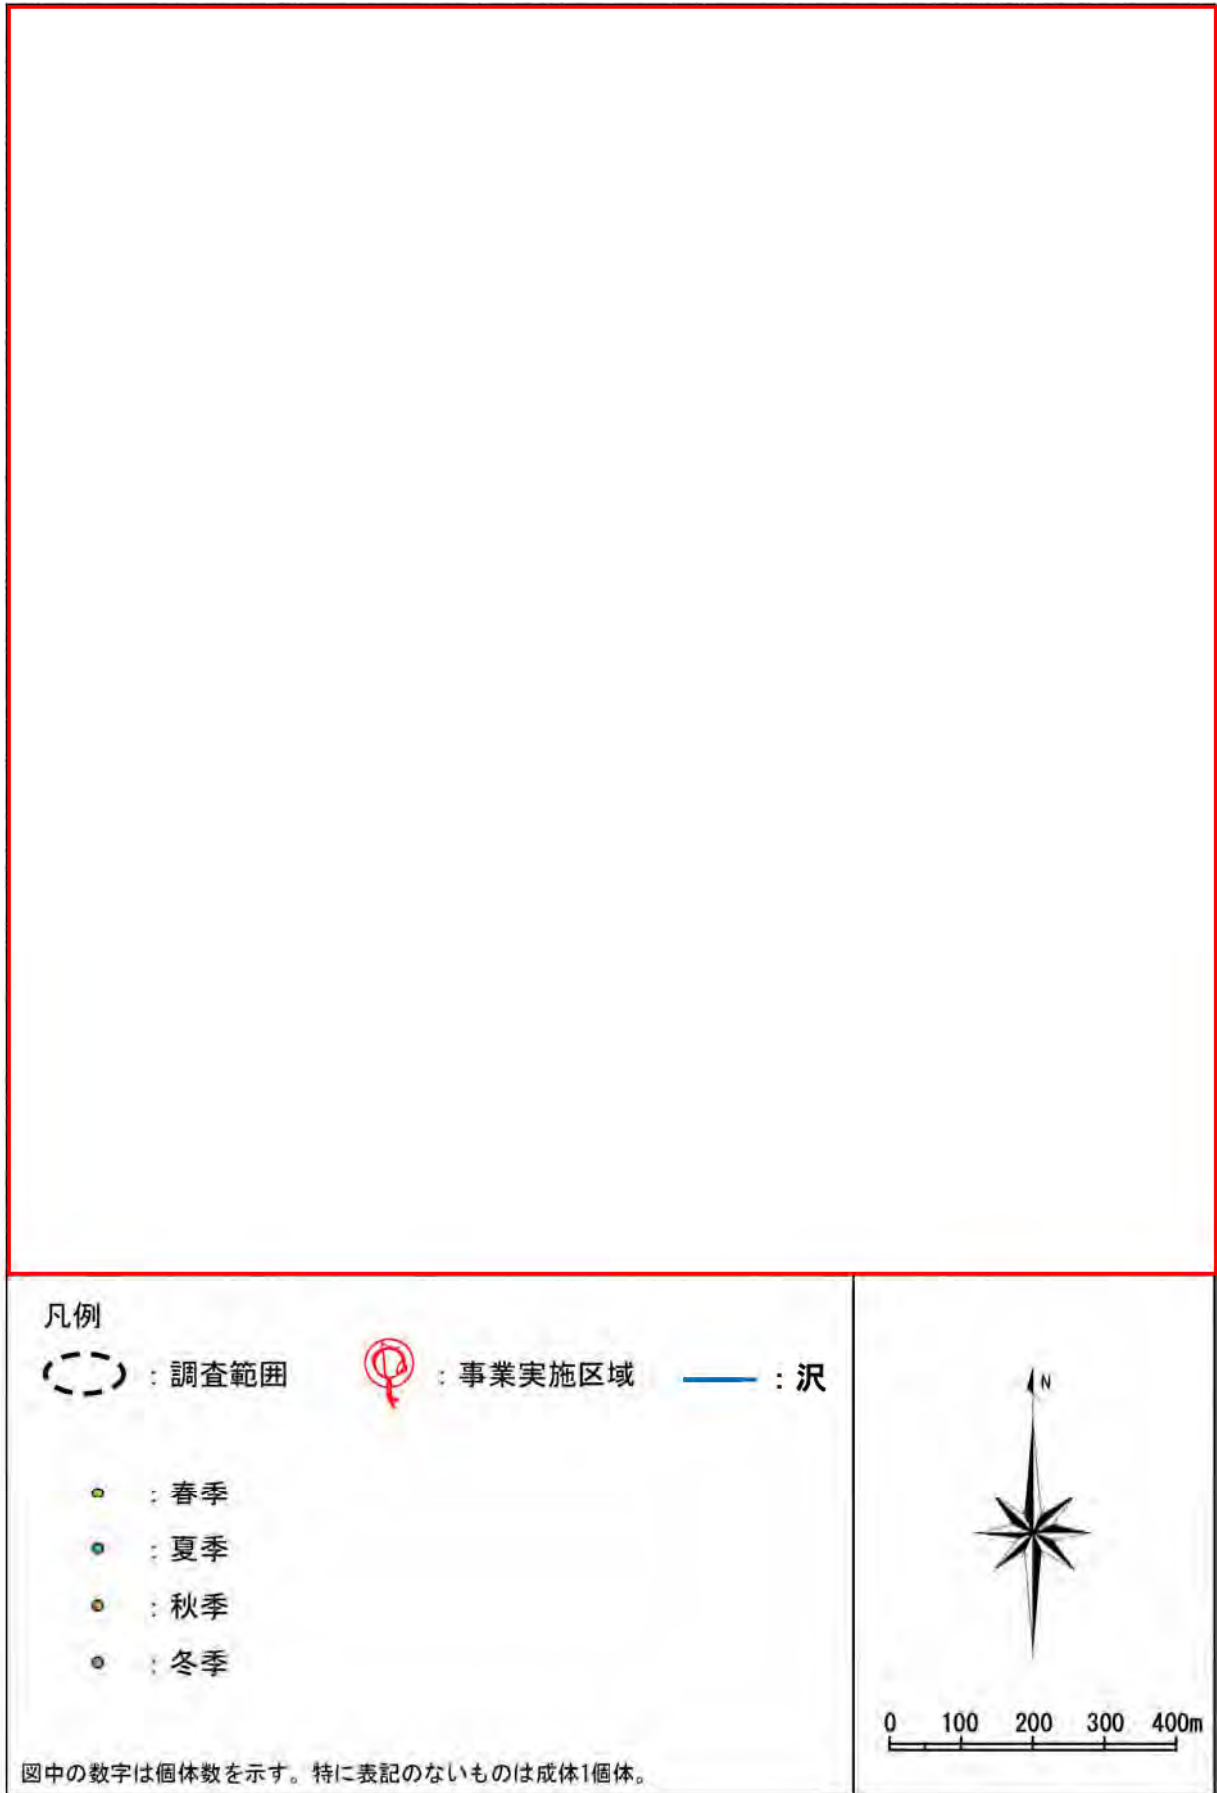 凡例
：調査範囲
：事業実施区域
：沢
：春季
：夏季
：秋季
：冬季
図中の数字は個体数を示す。特に表記のないものは成体1個体。
N
0 100 200 300 400m